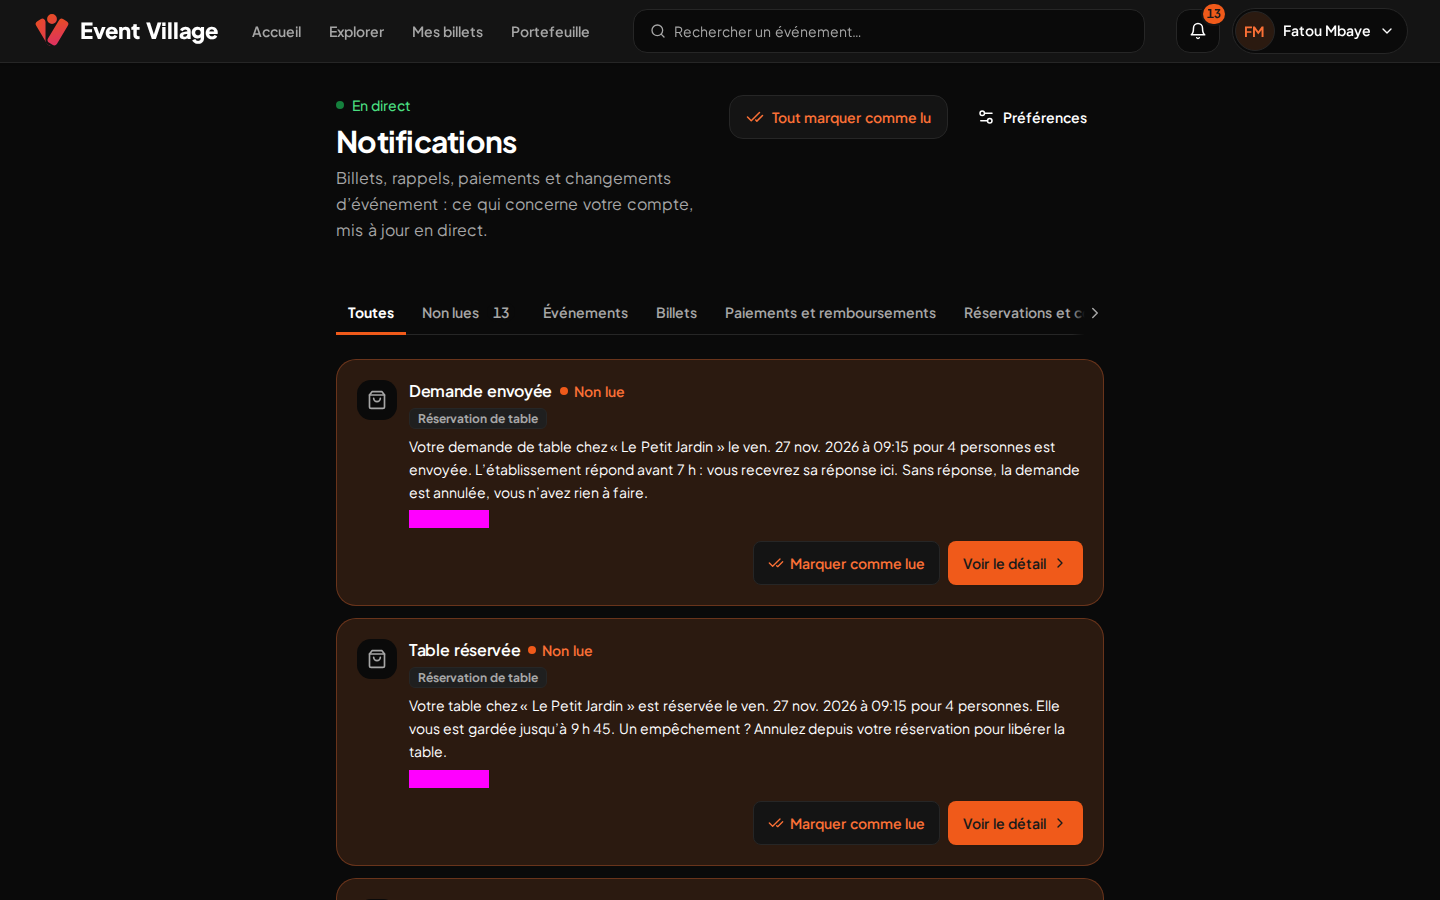 Event Village
Accueil
Explorer
Mes billets
Portefeuille
Rechercher un événement…
13
FM
Fatou Mbaye
En direct
Notifications
Billets, rappels, paiements et changements
d’événement : ce qui concerne votre compte,
mis à jour en direct.
Tout marquer comme lu
Préférences
Toutes
Non lues 13
Événements
Billets
Paiements et remboursements
Réservations et c
Demande envoyée
Non lue
Réservation de table
Votre demande de table chez « Le Petit Jardin » le ven. 27 nov. 2026 à 09:15 pour 4 personnes est
envoyée. L’établissement répond avant 7 h : vous recevrez sa réponse ici. Sans réponse, la demande
est annulée, vous n’avez rien à faire.
Marquer comme lue
Voir le détail
Table réservée
Non lue
Réservation de table
Votre table chez « Le Petit Jardin » est réservée le ven. 27 nov. 2026 à 09:15 pour 4 personnes. Elle
vous est gardée jusqu’à 9 h 45. Un empêchement ? Annulez depuis votre réservation pour libérer la
table.
Marquer comme lue
Voir le détail